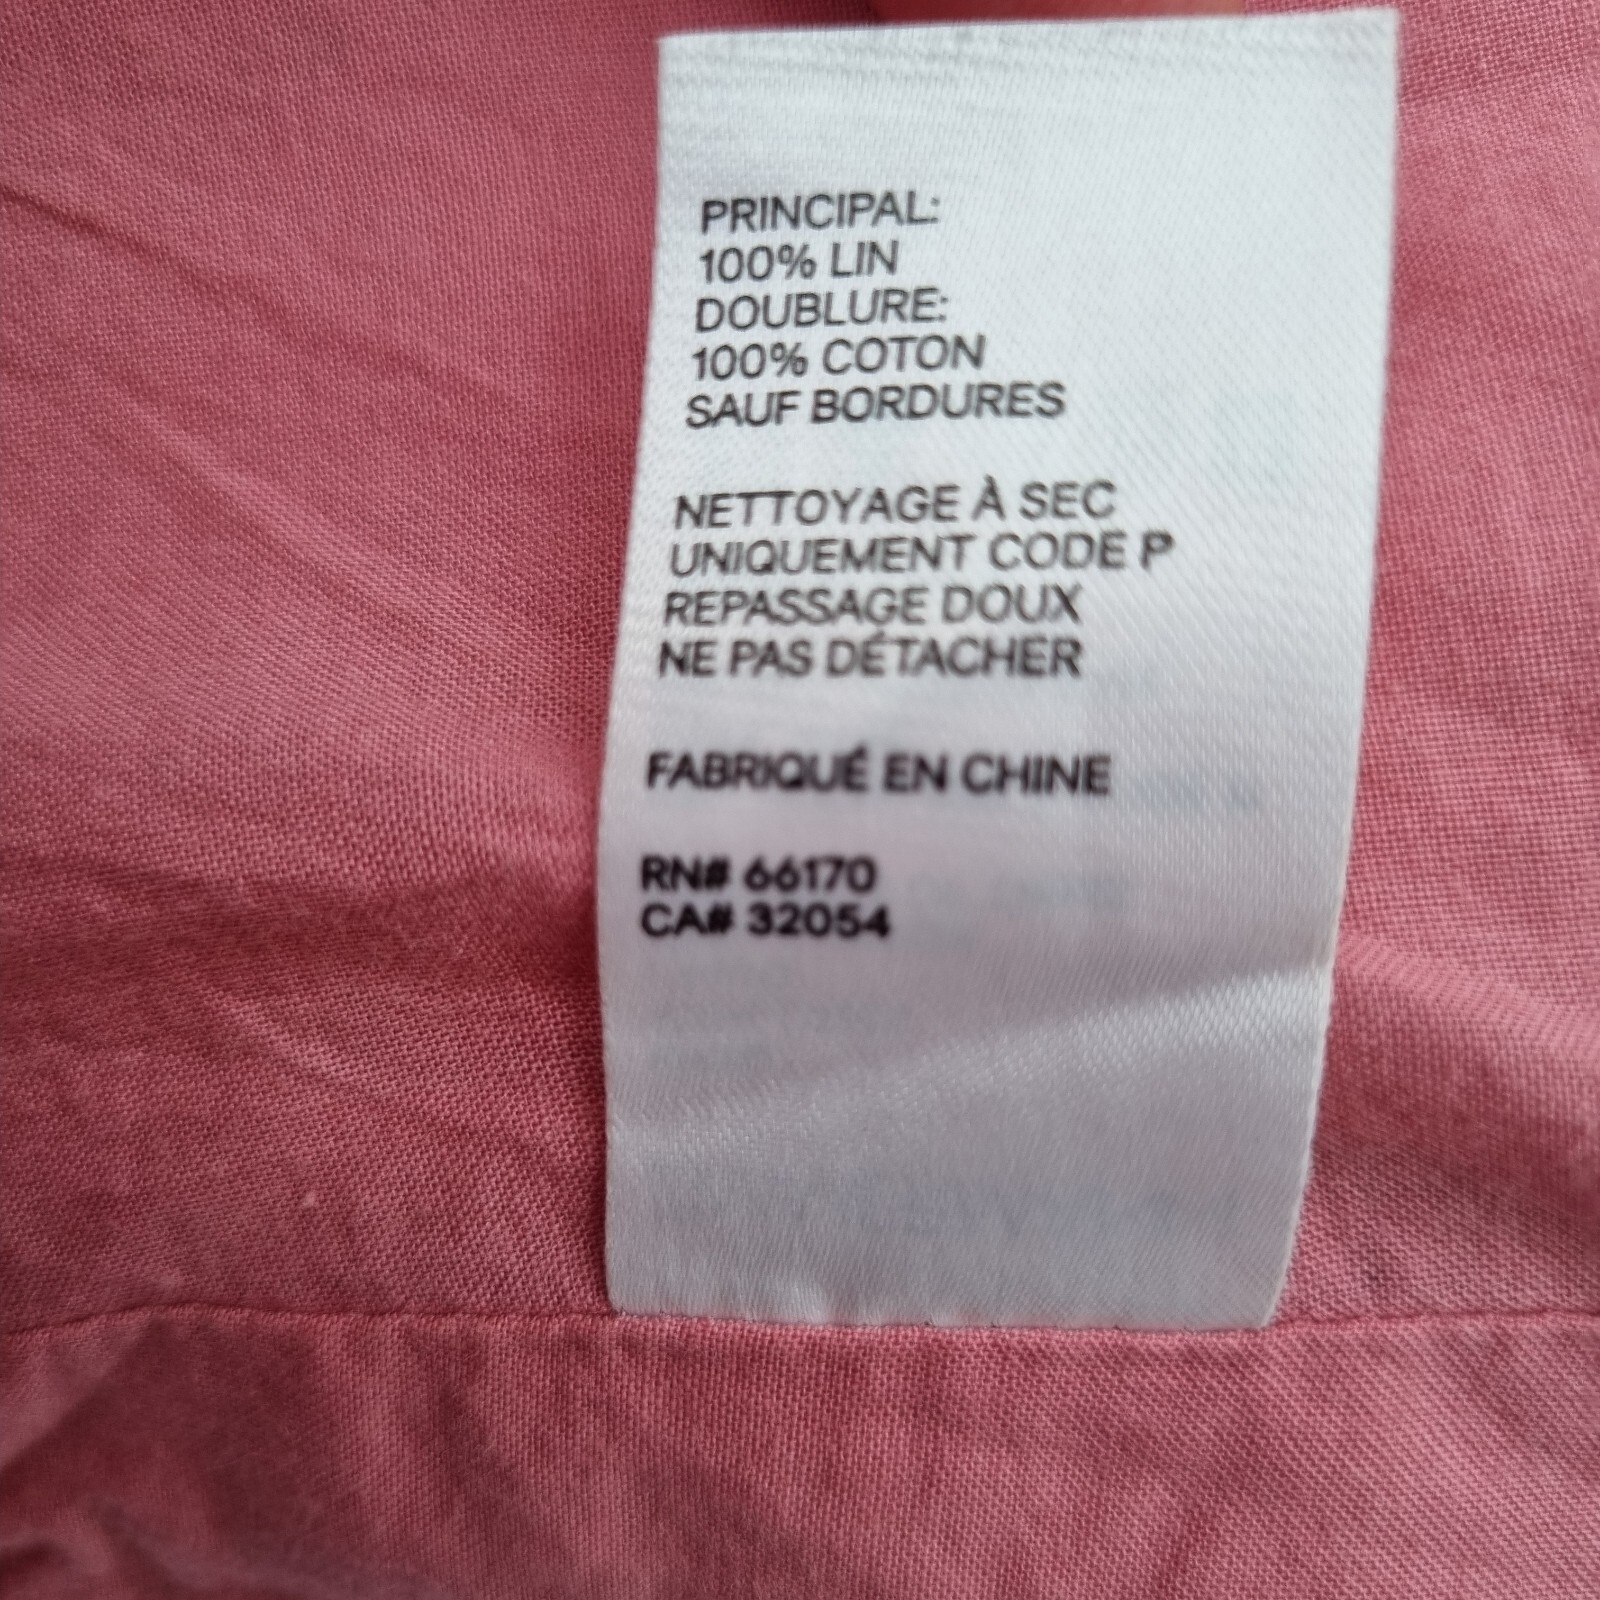 PRINCIPAL:
100% LIN
DOUBLURE:
100% COTON
SAUF BORDURES
NETTOYAGE À SEC
UNIQUEMENT CODE P
REPASSAGE DOUX
NE PAS DÉTACHER
FABRIQUÉ EN CHINE
RN# 66170
CA# 32054